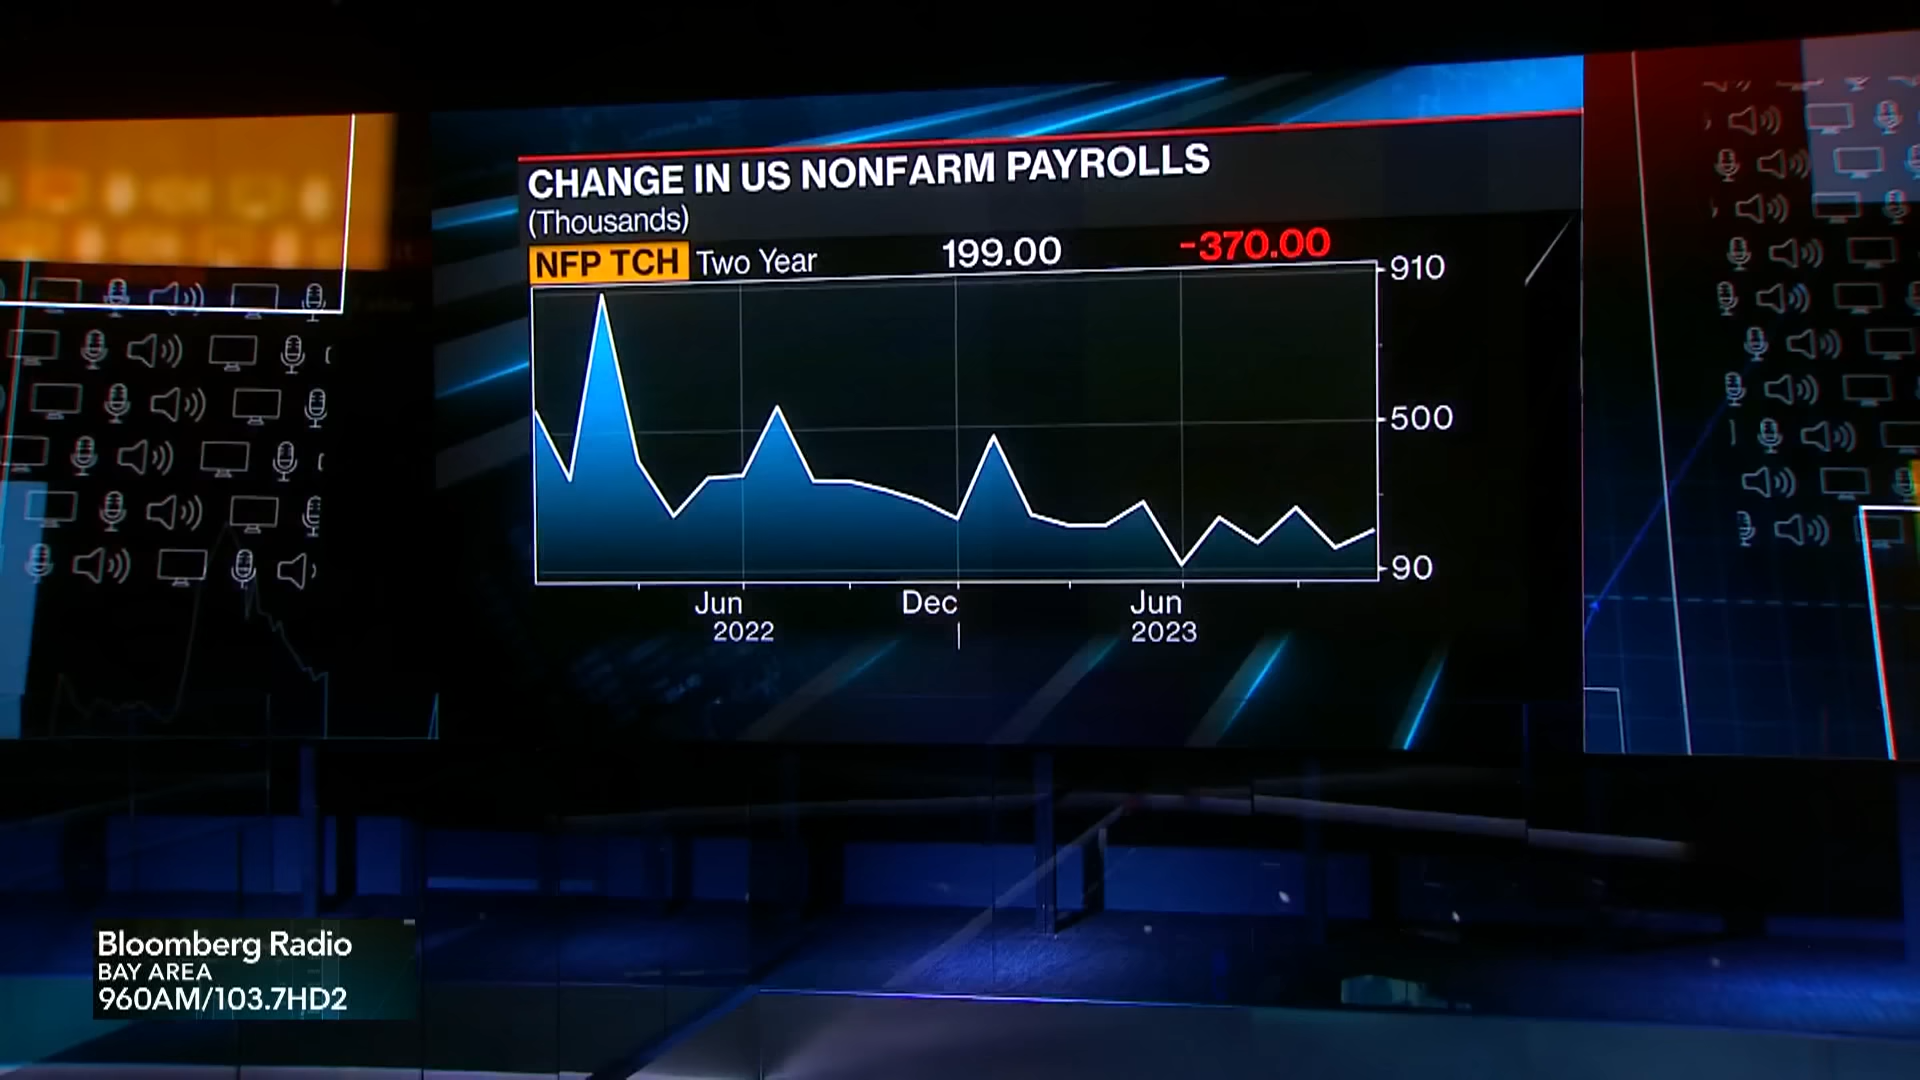 CHANGE IN US NONFARM PAYROLLS
(Thousands)
NFP TCH Two Year 199.00 -370.00
910
500
90
Jun Dec Jun
2022 | 2023
Bloomberg Radio
BAY AREA
960AM/103.7HD2